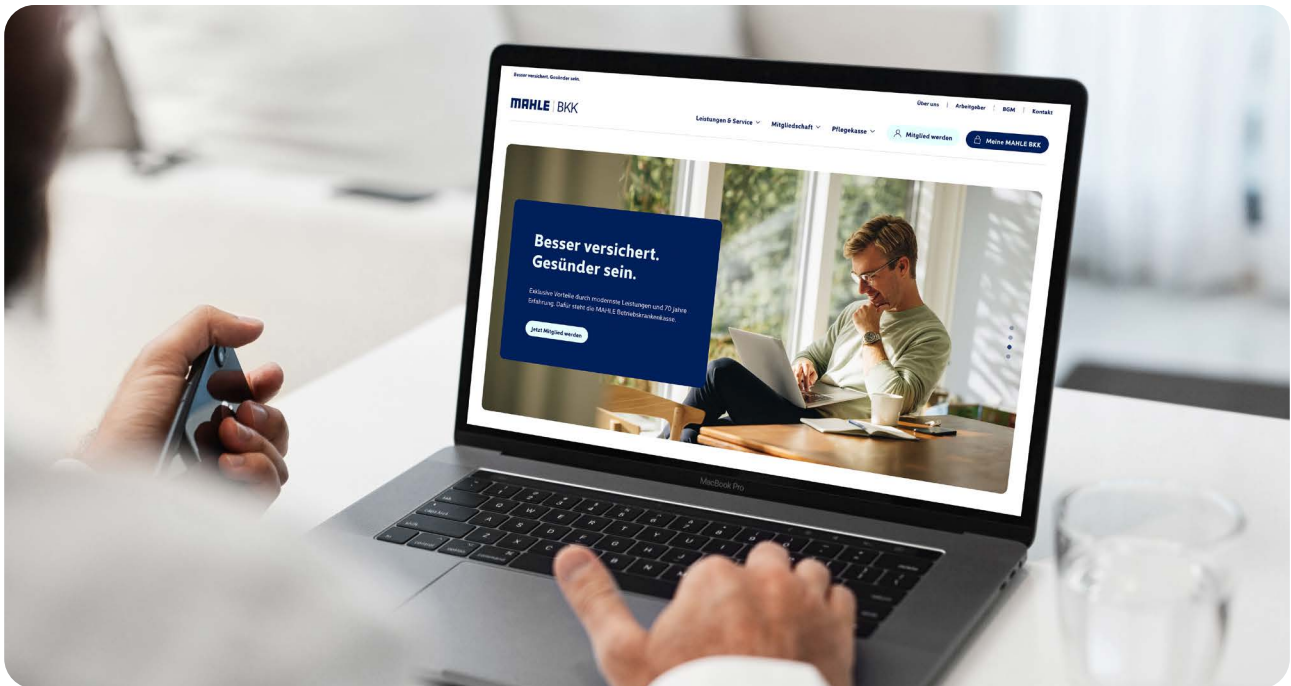 Besser versichert. Gesünder sein.
Über uns | Arbeitgeber | BGM | Kontakt
MAHLE | BKK
Leistungen & Service Mitgliedschaft Pflegekasse Mitglied werden Meine MAHLE BKK
Besser versichert.
Gesünder sein.
Exklusive Vorteile durch modernste Leistungen und 70 Jahre
Erfahrung. Dafür steht die MAHLE Betriebskrankenkasse.
Jetzt Mitglied werden
MacBook Pro